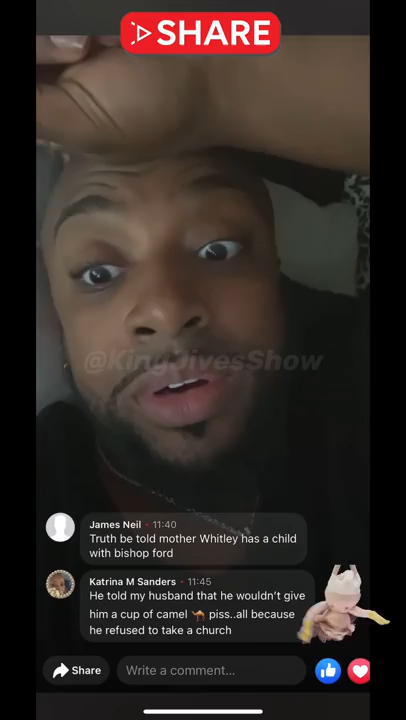 SHARE
@KingJivesShow
James Neil • 11:40
Truth be told mother Whitley has a child
with bishop ford
Katrina M Sanders • 11:45
He told my husband that he wouldn't give
him a cup of camel 🐪 piss..all because
he refused to take a church
Share
Write a comment...